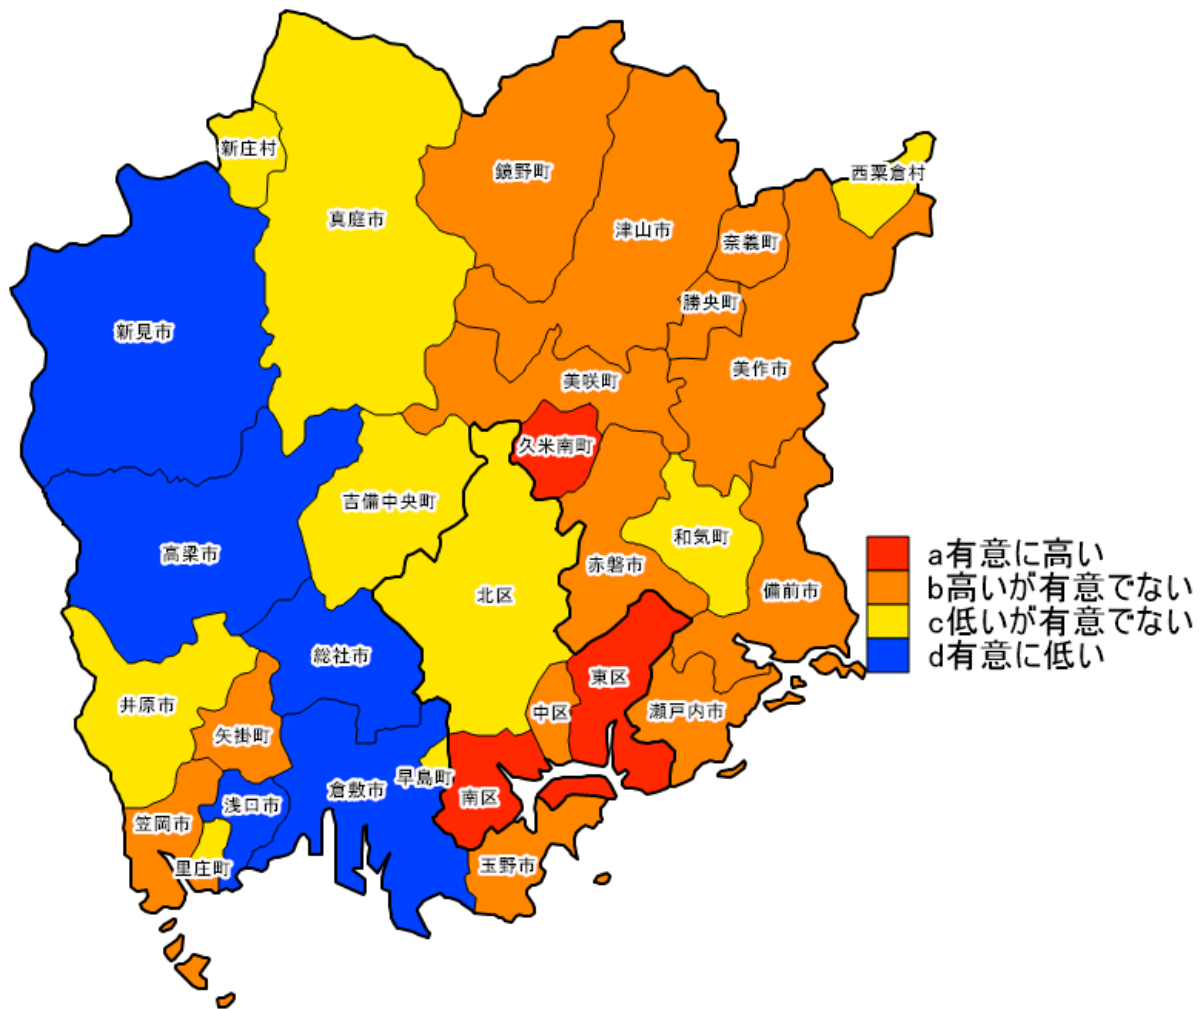 新庄村
西粟倉村
鏡野町
真庭市
津山市
奈義町
勝央町
新見市
美作市
美咲町
久米南町
吉備中央町
和気町
高梁市
赤磐市
備前市
北区
総社市
東区
井原市
中区
瀬戸内市
矢掛町
早島町
倉敷市
南区
浅口市
笠岡市
里庄町
玉野市
a有意に高い
b高いが有意でない
c低いが有意でない
d有意に低い